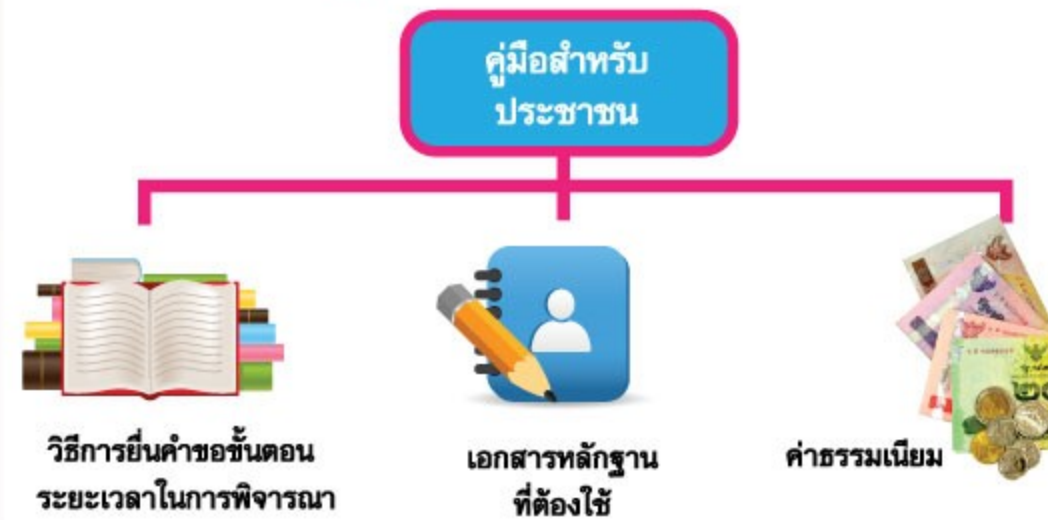 คู่มือสำหรับ
ประชาชน
วิธีการยื่นคำขอขั้นตอน
ระยะเวลาในการพิจารณา
เอกสารหลักฐาน
ที่ต้องใช้
ค่าธรรมเนียม